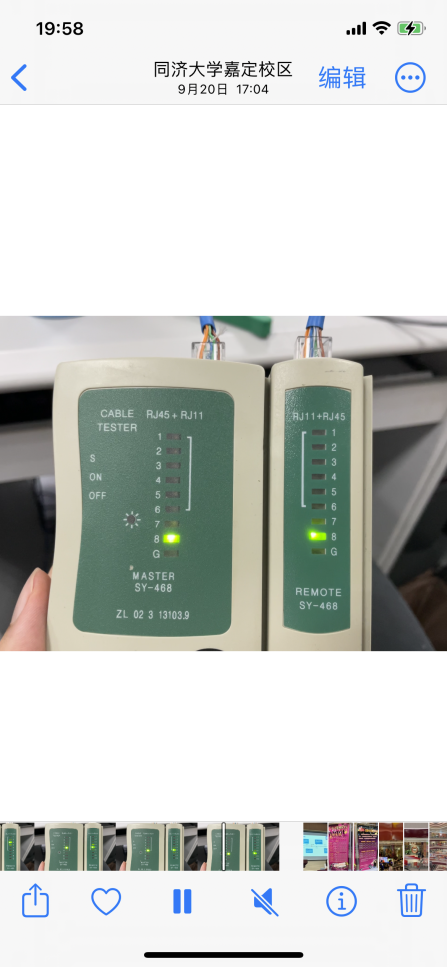 19:58
同济大学嘉定校区
9月20日 17:04
编辑
CABLE TESTER
RJ45+RJ11
1
2
3
4
5
6
7
8
G
S
ON
OFF
MASTER
SY-468
ZL 02 3 13103.9
RJ11+RJ45
1
2
3
4
5
6
7
8
G
REMOTE
SY-468